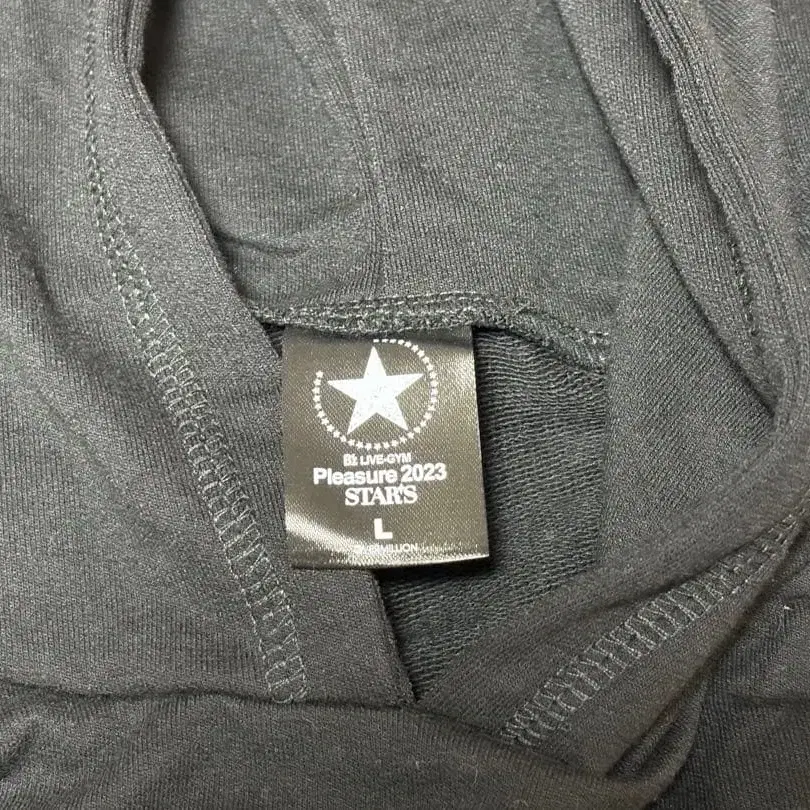 B'z LIVE-GYM
Pleasure 2023
STAR'S
L